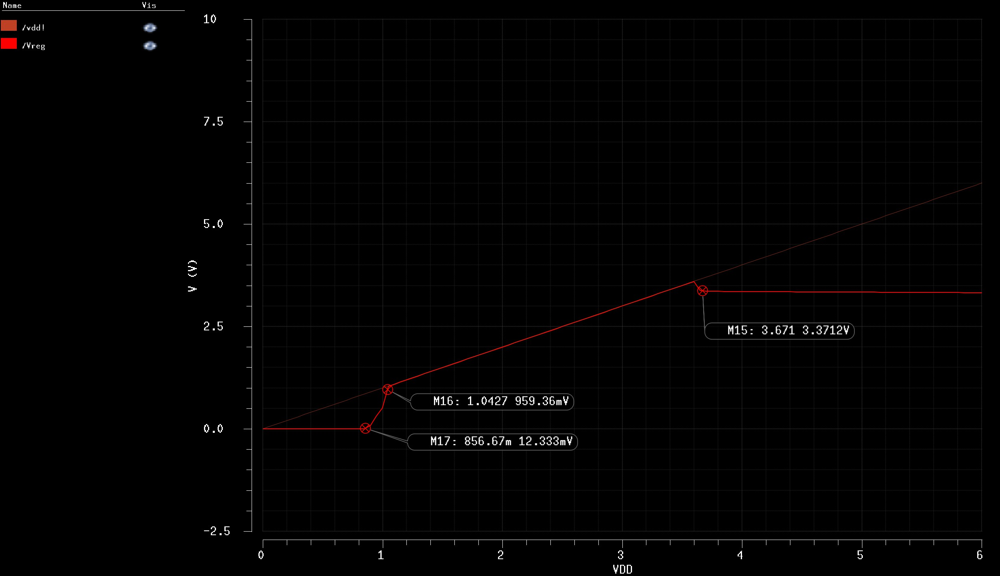 Name Vis
/vdd!
/Vreg
10
7.5
5.0
2.5
0.0
-2.5
V (V)
M15: 3.671 3.3712V
M16: 1.0427 959.36mV
M17: 856.67m 12.333mV
0 1 2 3 4 5 6
VDD